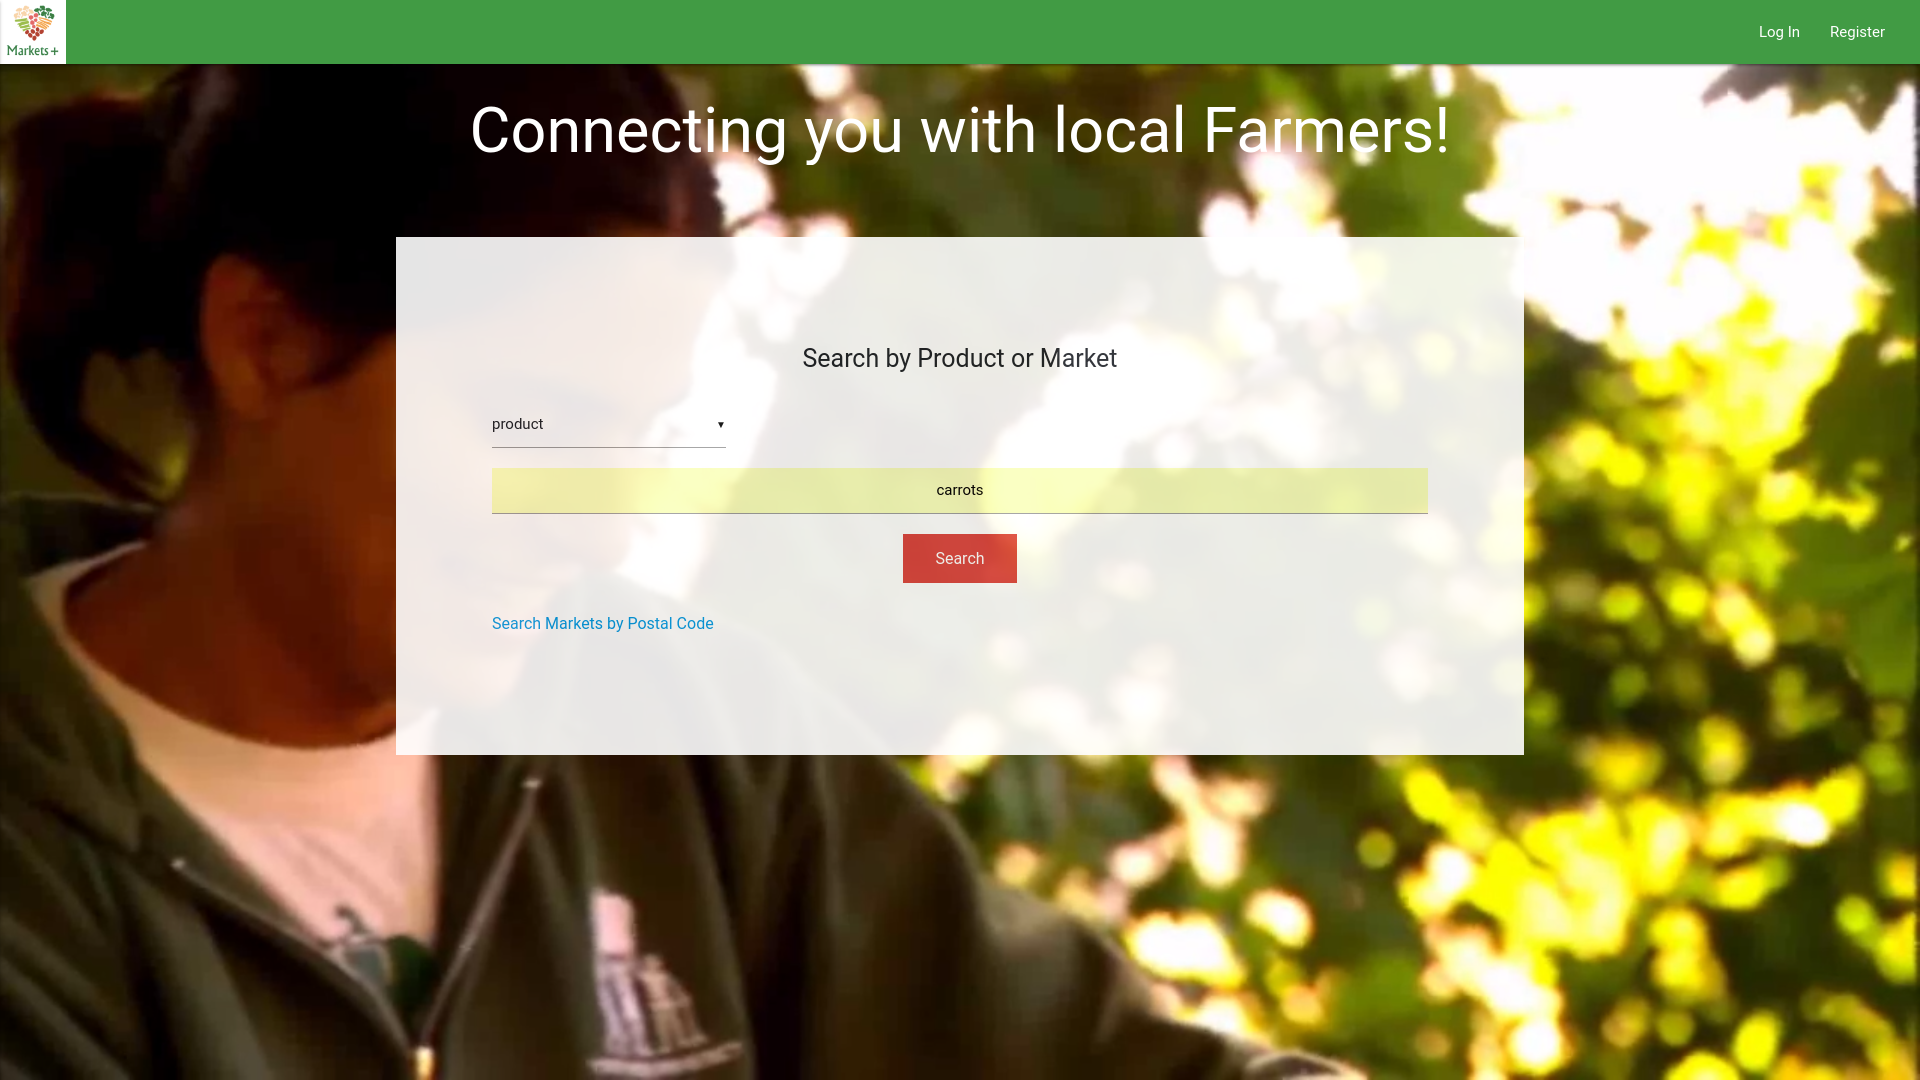 Markets+
Log In
Register
Connecting you with local Farmers!
Search by Product or Market
product ▼
carrots
Search
Search Markets by Postal Code